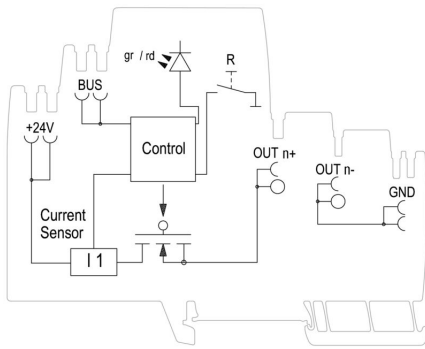 gr / rd
R
BUS
+24V
Control
OUT n+
OUT n-
GND
Current
Sensor
I 1